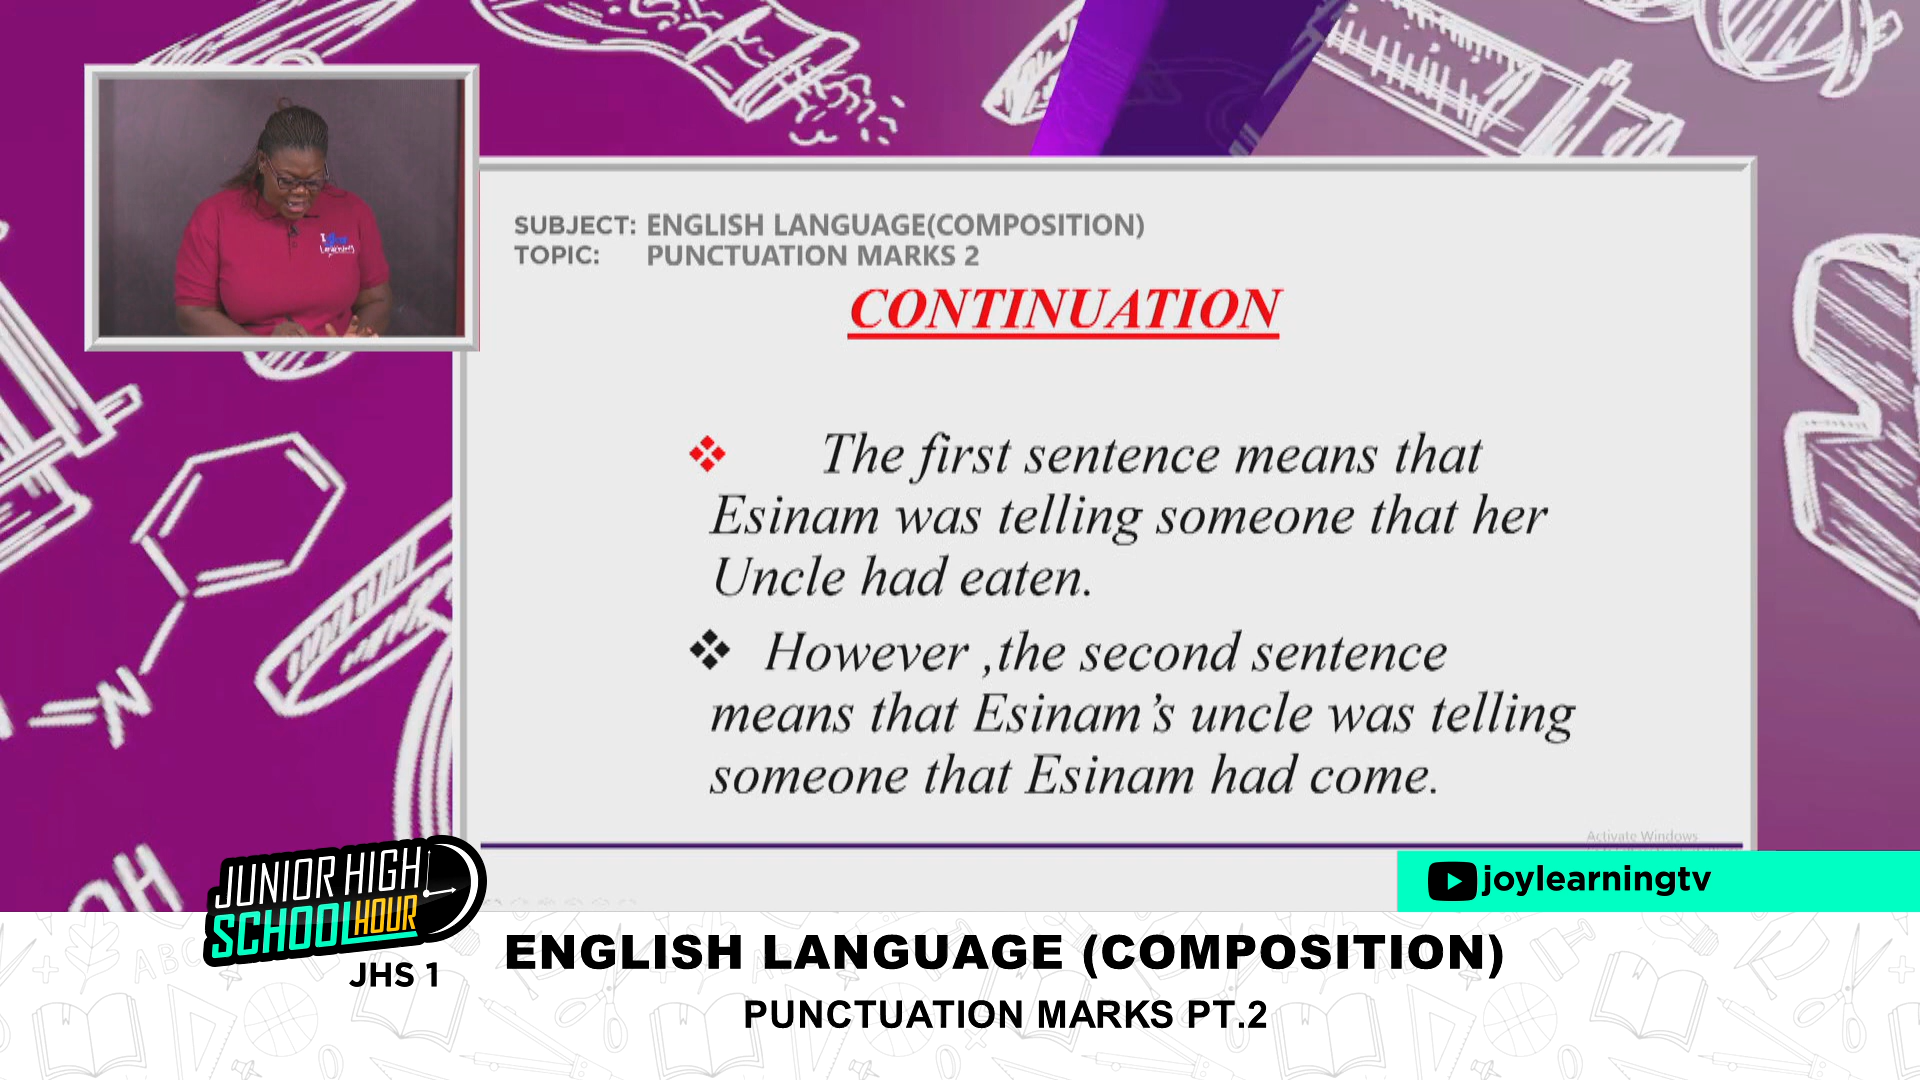 SUBJECT: ENGLISH LANGUAGE(COMPOSITION)
TOPIC: PUNCTUATION MARKS 2
CONTINUATION
❖ The first sentence means that
Esinam was telling someone that her
Uncle had eaten.
❖ However ,the second sentence
means that Esinam's uncle was telling
someone that Esinam had come.
Activate Windows
joylearningtv
JUNIOR HIGH
SCHOOL HOUR
JHS 1
ENGLISH LANGUAGE (COMPOSITION)
PUNCTUATION MARKS PT.2